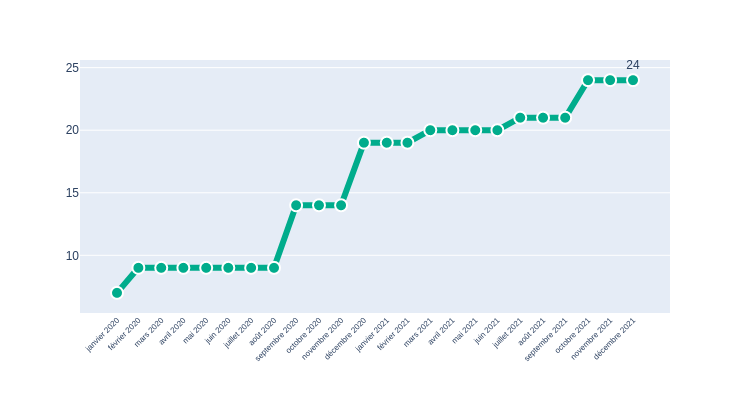 24
25
20
15
10
janvier 2020
février 2020
mars 2020
avril 2020
mai 2020
juin 2020
juillet 2020
août 2020
septembre 2020
octobre 2020
novembre 2020
décembre 2020
janvier 2021
février 2021
mars 2021
avril 2021
mai 2021
juin 2021
juillet 2021
août 2021
septembre 2021
octobre 2021
novembre 2021
décembre 2021